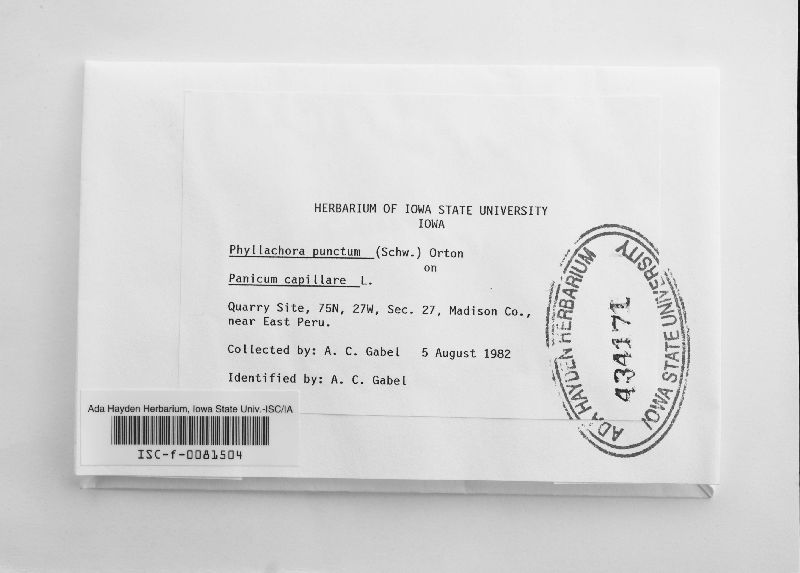 HERBARIUM OF IOWA STATE UNIVERSITY
IOWA
Phyllachora punctum (Schw.) Orton
on
Panicum capillare L.
Quarry Site, 75N, 27W, Sec. 27, Madison Co.,
near East Peru.
Collected by: A. C. Gabel 5 August 1982
Identified by: A. C. Gabel
ADA HAYDEN HERBARIUM
434171
IOWA STATE UNIVERSITY
Ada Hayden Herbarium, Iowa State Univ.-ISC/IA
ISC-f-0081504